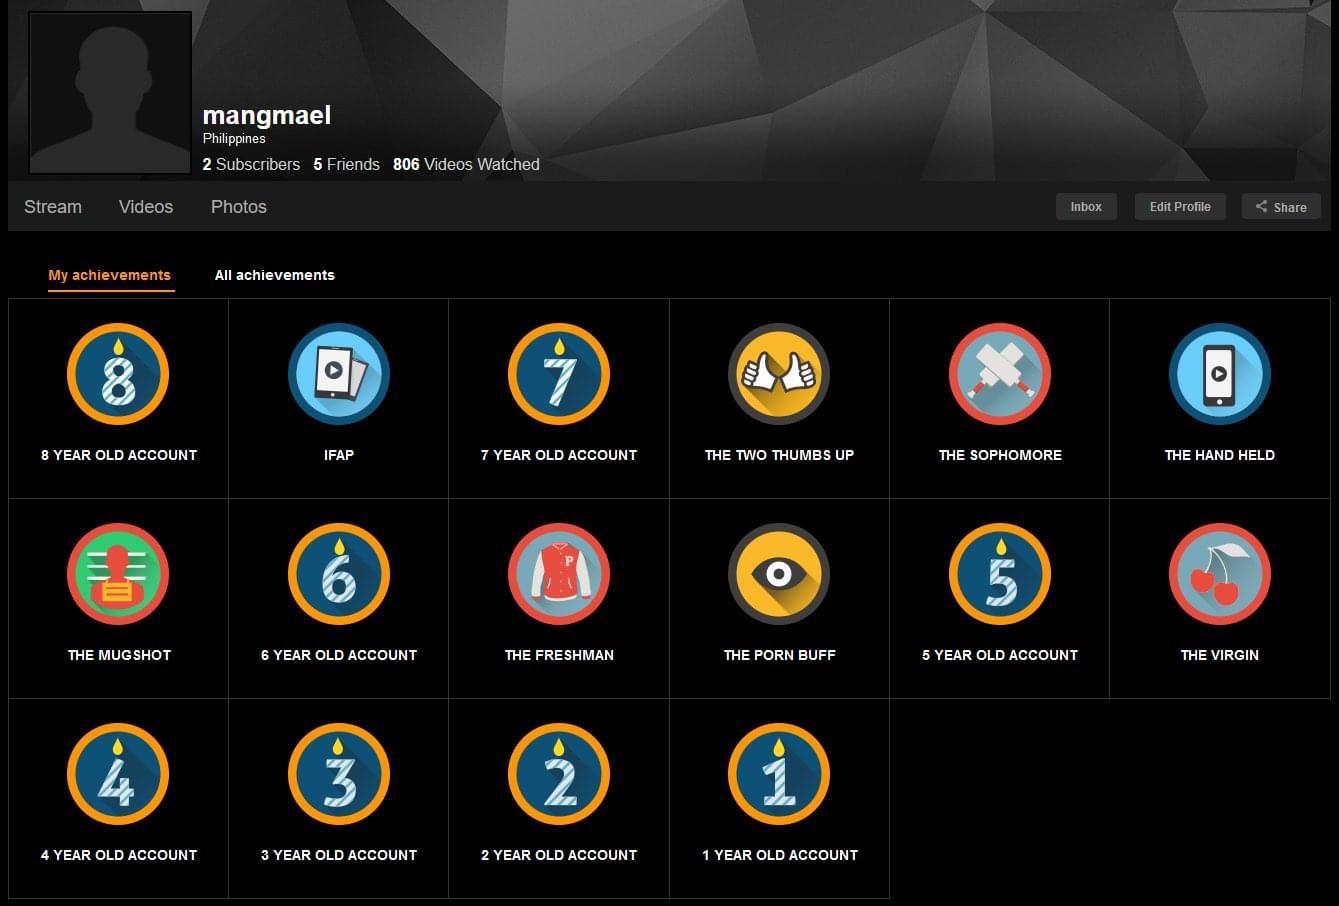 mangmael
Philippines
2 Subscribers 5 Friends 806 Videos Watched
Stream Videos Photos Inbox Edit Profile Share
My achievements All achievements
8 7
8 YEAR OLD ACCOUNT IFAP 7 YEAR OLD ACCOUNT THE TWO THUMBS UP THE SOPHOMORE THE HAND HELD
6 P 5
THE MUGSHOT 6 YEAR OLD ACCOUNT THE FRESHMAN THE PORN BUFF 5 YEAR OLD ACCOUNT THE VIRGIN
4 3 2 1
4 YEAR OLD ACCOUNT 3 YEAR OLD ACCOUNT 2 YEAR OLD ACCOUNT 1 YEAR OLD ACCOUNT